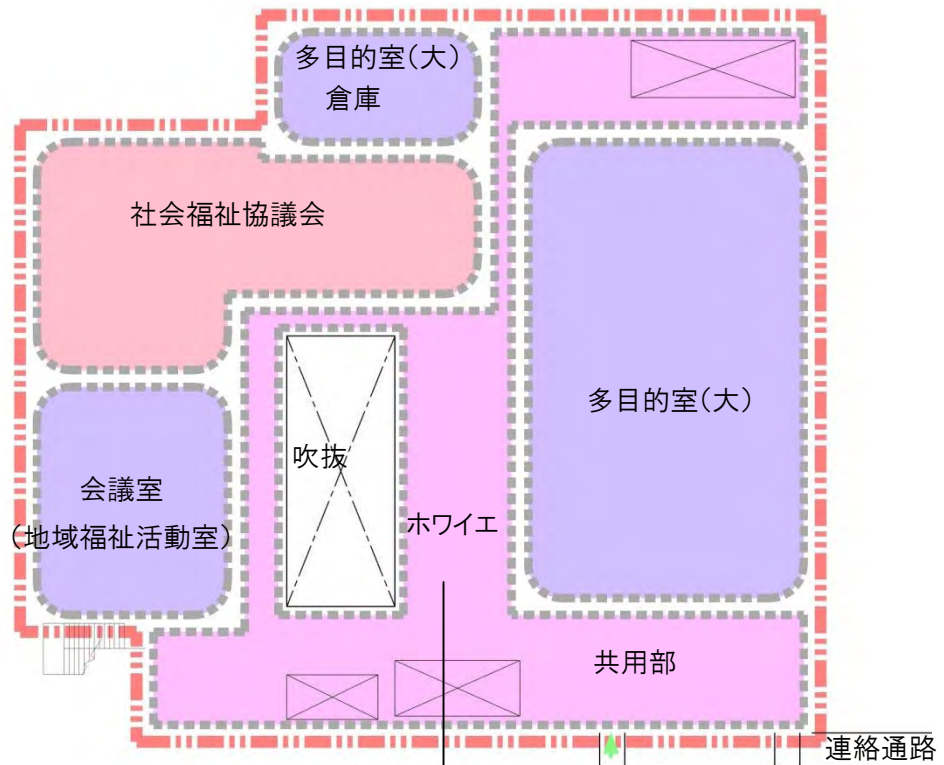 多目的室(大)
倉庫
社会福祉協議会
多目的室(大)
吹抜
会議室
(地域福祉活動室)
ホワイエ
共用部
連絡通路